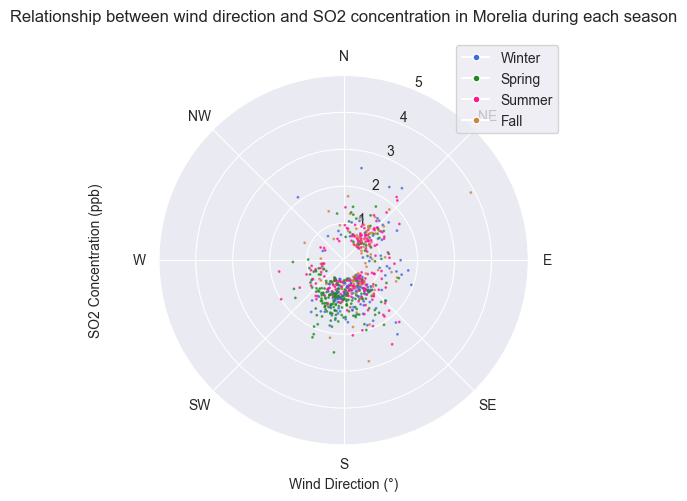 Relationship between wind direction and SO2 concentration in Morelia during each season
N
NE
E
SE
S
SW
W
NW
1
2
3
4
5
Winter
Spring
Summer
Fall
SO2 Concentration (ppb)
Wind Direction (°)